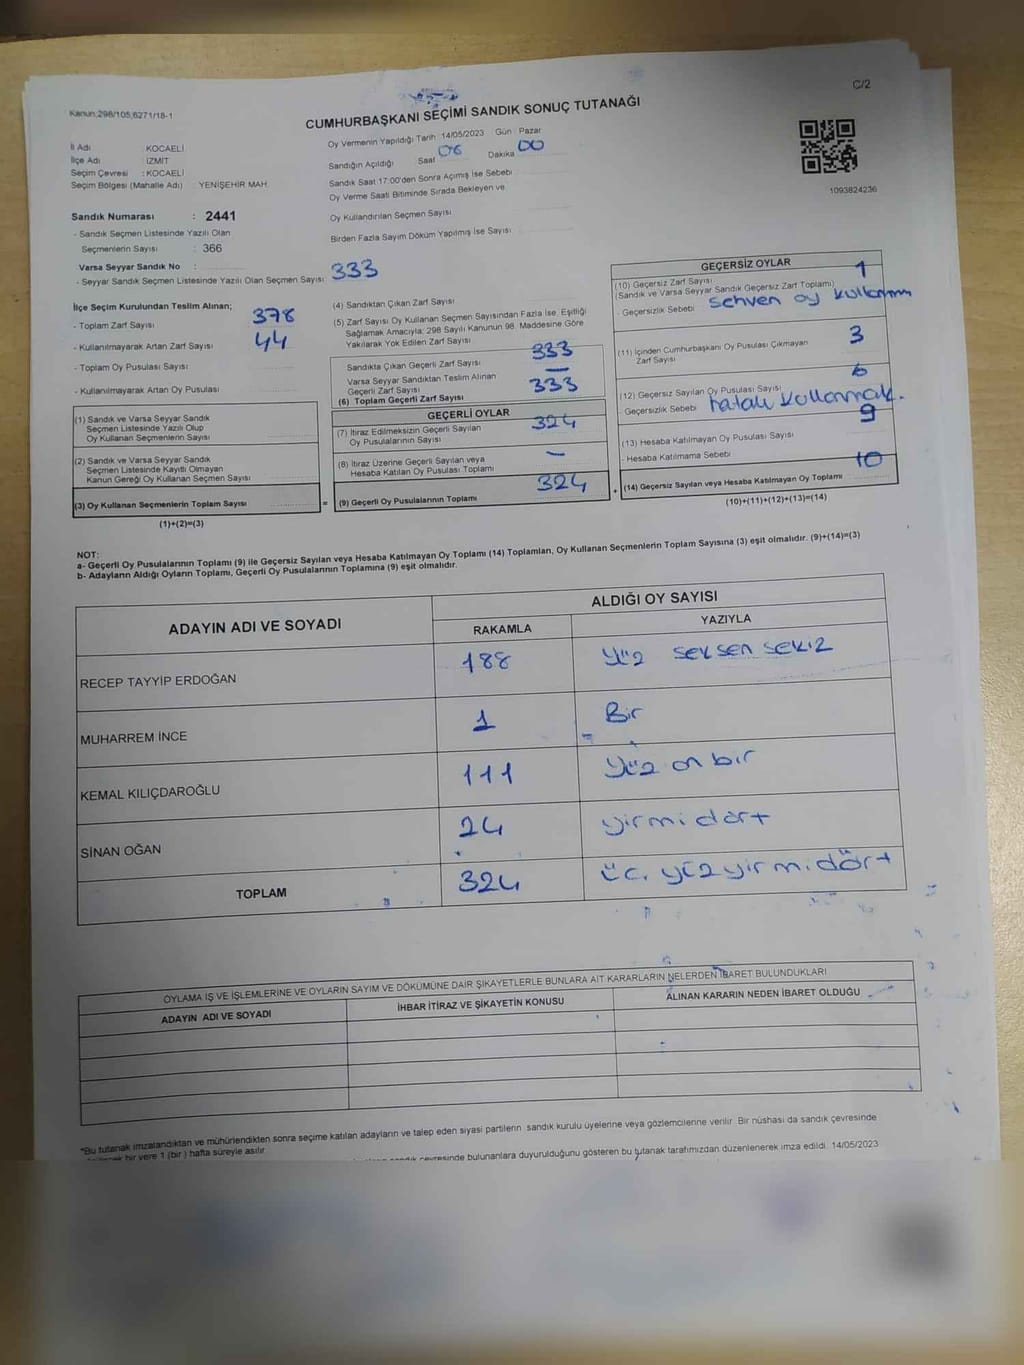 C/2
Kanun,298/105,6271/18-1
CUMHURBAŞKANI SEÇİMİ SANDIK SONUÇ TUTANAĞI
İl Adı : KOCAELİ
İlçe Adı : İZMİT
Seçim Çevresi : KOCAELİ
Seçim Bölgesi (Mahalle Adı) YENİŞEHİR MAH.
Oy Vermenin Yapıldığı Tarih 14/05/2023 Gün Pazar
Sandığın Açıldığı Saat 06 Dakika 00
Sandık Saat 17:00'den Sonra Açımış İse Sebebi
Oy Verme Saati Bitiminde Sırada Bekleyen ve
Oy Kullandırılan Seçmen Sayısı
Birden Fazla Sayım Döküm Yapılmış İse Sayısı
1093824236
Sandık Numarası : 2441
- Sandık Seçmen Listesinde Yazılı Olan
Seçmenlerin Sayısı : 366
Varsa Seyyar Sandık No :
- Seyyar Sandık Seçmen Listesinde Yazılı Olan Seçmen Sayısı
İlçe Seçim Kurulundan Teslim Alınan;
- Toplam Zarf Sayısı 378
- Kullanılmayarak Artan Zarf Sayısı 44
- Toplam Oy Pusulası Sayısı
- Kullanılmayarak Artan Oy Pusulası
(1) Sandık ve Varsa Seyyar Sandık
Seçmen Listesinde Yazılı Olup
Oy Kullanan Seçmenlerin Sayısı
(2) Sandık ve Varsa Seyyar Sandık
Seçmen Listesinde Kayıtlı Olmayan
Kanun Gereği Oy Kullanan Seçmen Sayısı
(3) Oy Kullanan Seçmenlerin Toplam Sayısı
(1)+(2)=(3)
333
(4) Sandıktan Çıkan Zarf Sayısı
(5) Zarf Sayısı Oy Kullanan Seçmen Sayısından Fazla İse, Eşitliği
Sağlamak Amacıyla; 298 Sayılı Kanunun 98. Maddesine Göre
Yakılarak Yok Edilen Zarf Sayısı
Sandıkta Çıkan Geçerli Zarf Sayısı 333
Varsa Seyyar Sandıktan Teslim Alınan
Geçerli Zarf Sayısı —
(6) Toplam Geçerli Zarf Sayısı 333
GEÇERLİ OYLAR
(7) İtiraz Edilmeksizin Geçerli Sayılan
Oy Pusulalarının Sayısı 324
(8) İtiraz Üzerine Geçerli Sayılan veya
Hesaba Katılan Oy Pusulası Toplamı —
= (9) Geçerli Oy Pusulalarının Toplamı 324
GEÇERSİZ OYLAR
(10) Geçersiz Zarf Sayısı 1
(Sandık ve Varsa Seyyar Sandık Geçersiz Zarf Toplamı)
- Geçersizlik Sebebi sehven oy kullanımı
(11) İçinden Cumhurbaşkanı Oy Pusulası Çıkmayan
Zarf Sayısı 3
(12) Geçersiz Sayılan Oy Pusulası Sayısı 6
- Geçersizlik Sebebi hatalı kullanmak.
9
(13) Hesaba Katılmayan Oy Pusulası Sayısı
- Hesaba Katılmama Sebebi
+ (14) Geçersiz Sayılan veya Hesaba Katılmayan Oy Toplamı 10
(10)+(11)+(12)+(13)=(14)
NOT:
a- Geçerli Oy Pusulalarının Toplamı (9) ile Geçersiz Sayılan veya Hesaba Katılmayan Oy Toplamı (14) Toplamları, Oy Kullanan Seçmenlerin Toplam Sayısına (3) eşit olmalıdır. (9)+(14)=(3)
b- Adayların Aldığı Oyların Toplamı, Geçerli Oy Pusulalarının Toplamına (9) eşit olmalıdır.
ADAYIN ADI VE SOYADI
ALDIĞI OY SAYISI
RAKAMLA YAZIYLA
RECEP TAYYİP ERDOĞAN 188 yüz seksen sekiz
MUHARREM İNCE 1 Bir
KEMAL KILIÇDAROĞLU 111 yüz on bir
SİNAN OĞAN 24 yirmi dört
TOPLAM 324 üç yüz yirmi dört
OYLAMA İŞ VE İŞLEMLERİNE VE OYLARIN SAYIM VE DÖKÜMÜNE DAİR ŞİKAYETLERLE BUNLARA AİT KARARLARIN NELERDEN İBARET BULUNDUKLARI
ADAYIN ADI VE SOYADI İHBAR İTİRAZ VE ŞİKAYETİN KONUSU ALINAN KARARIN NEDEN İBARET OLDUĞU
*Bu tutanak imzalandıktan ve mühürlendikten sonra seçime katılan adayların ve talep eden siyasi partilerin sandık kurulu üyelerine veya gözlemcilerine verilir. Bir nüshası da sandık çevresinde
bir yere 1 (bir) hafta süreyle asılır.
sandık çevresinde bulunanlara duyurulduğunu gösteren bu tutanak tarafımızdan düzenlenerek imza edildi. 14/05/2023